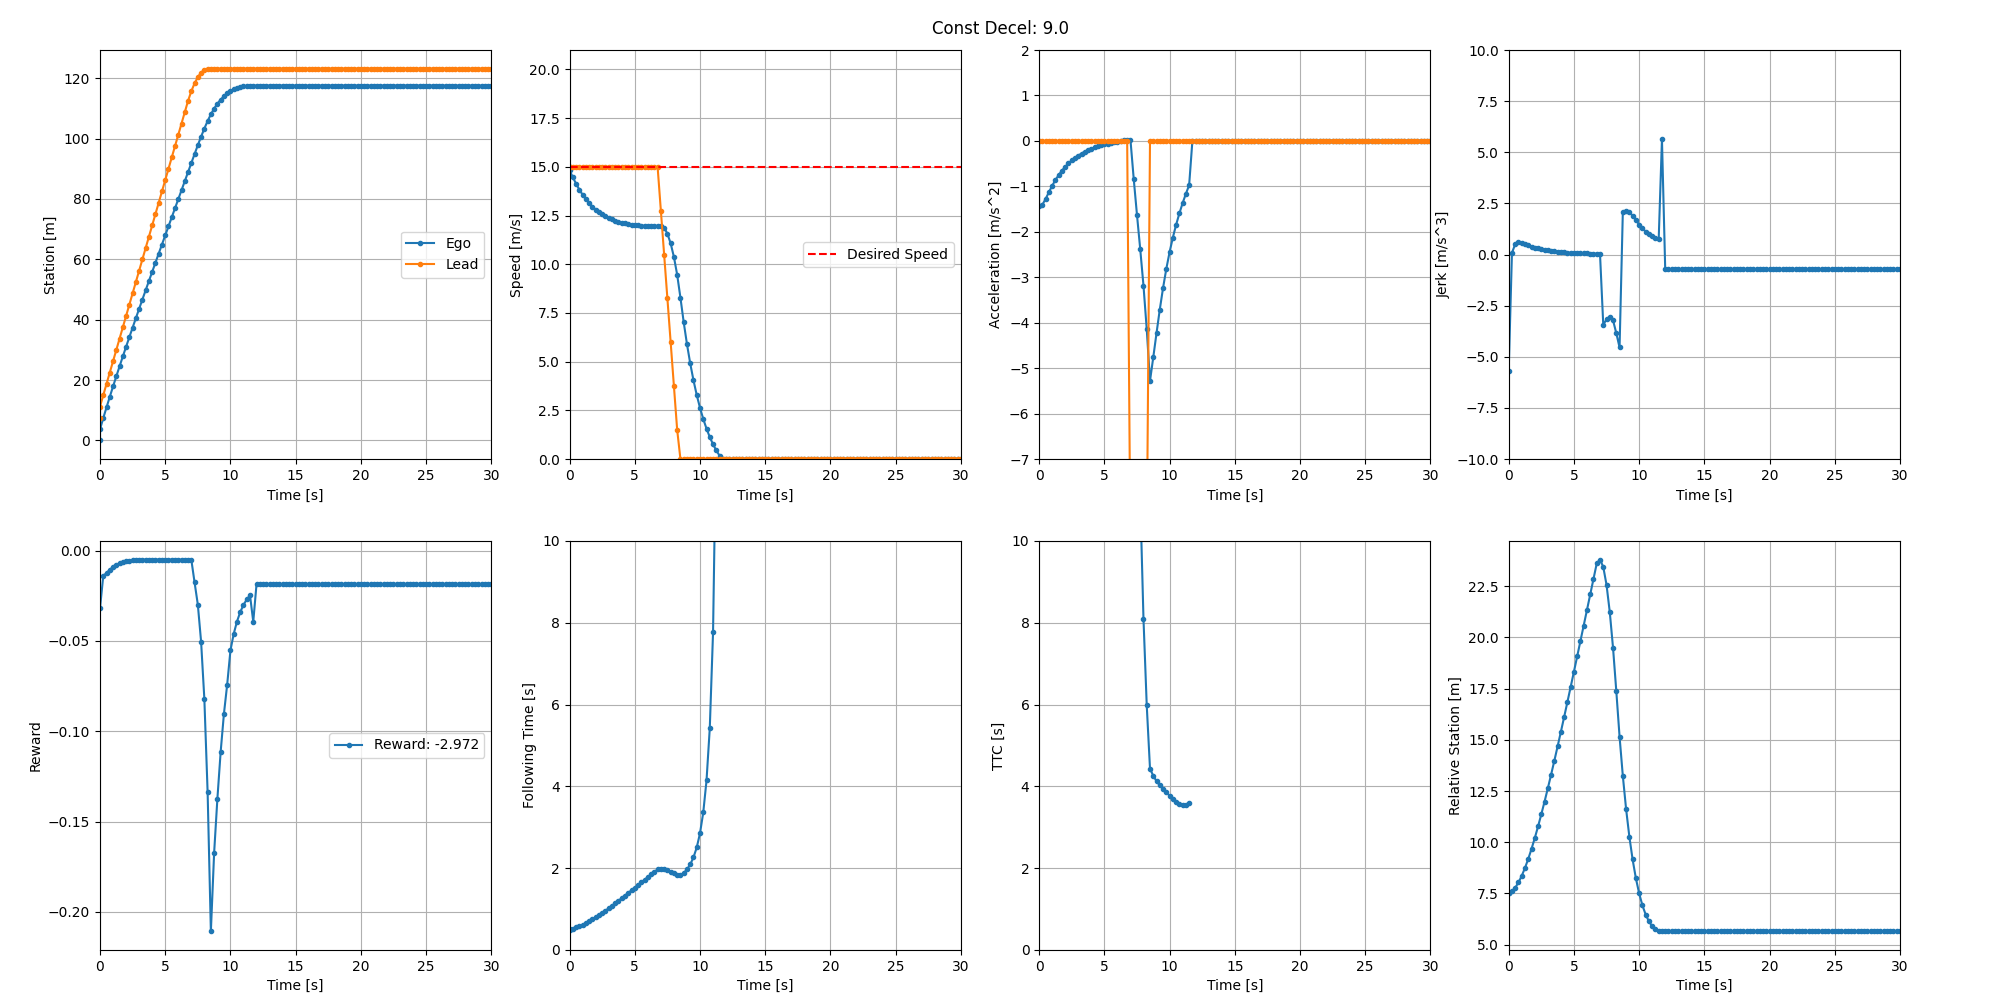 Const Decel: 9.0
Station [m]
120
100
80
60
40
20
0
Ego
Lead
0 5 10 15 20 25 30
Time [s]
Speed [m/s]
20.0
17.5
15.0
12.5
10.0
7.5
5.0
2.5
0.0
Desired Speed
0 5 10 15 20 25 30
Time [s]
Acceleration [m/s^2]
2
1
0
−1
−2
−3
−4
−5
−6
−7
0 5 10 15 20 25 30
Time [s]
Jerk [m/s^3]
10.0
7.5
5.0
2.5
0.0
−2.5
−5.0
−7.5
−10.0
0 5 10 15 20 25 30
Time [s]
Reward
0.00
−0.05
−0.10
−0.15
−0.20
Reward: -2.972
0 5 10 15 20 25 30
Time [s]
Following Time [s]
10
8
6
4
2
0
0 5 10 15 20 25 30
Time [s]
TTC [s]
10
8
6
4
2
0
0 5 10 15 20 25 30
Time [s]
Relative Station [m]
22.5
20.0
17.5
15.0
12.5
10.0
7.5
5.0
0 5 10 15 20 25 30
Time [s]